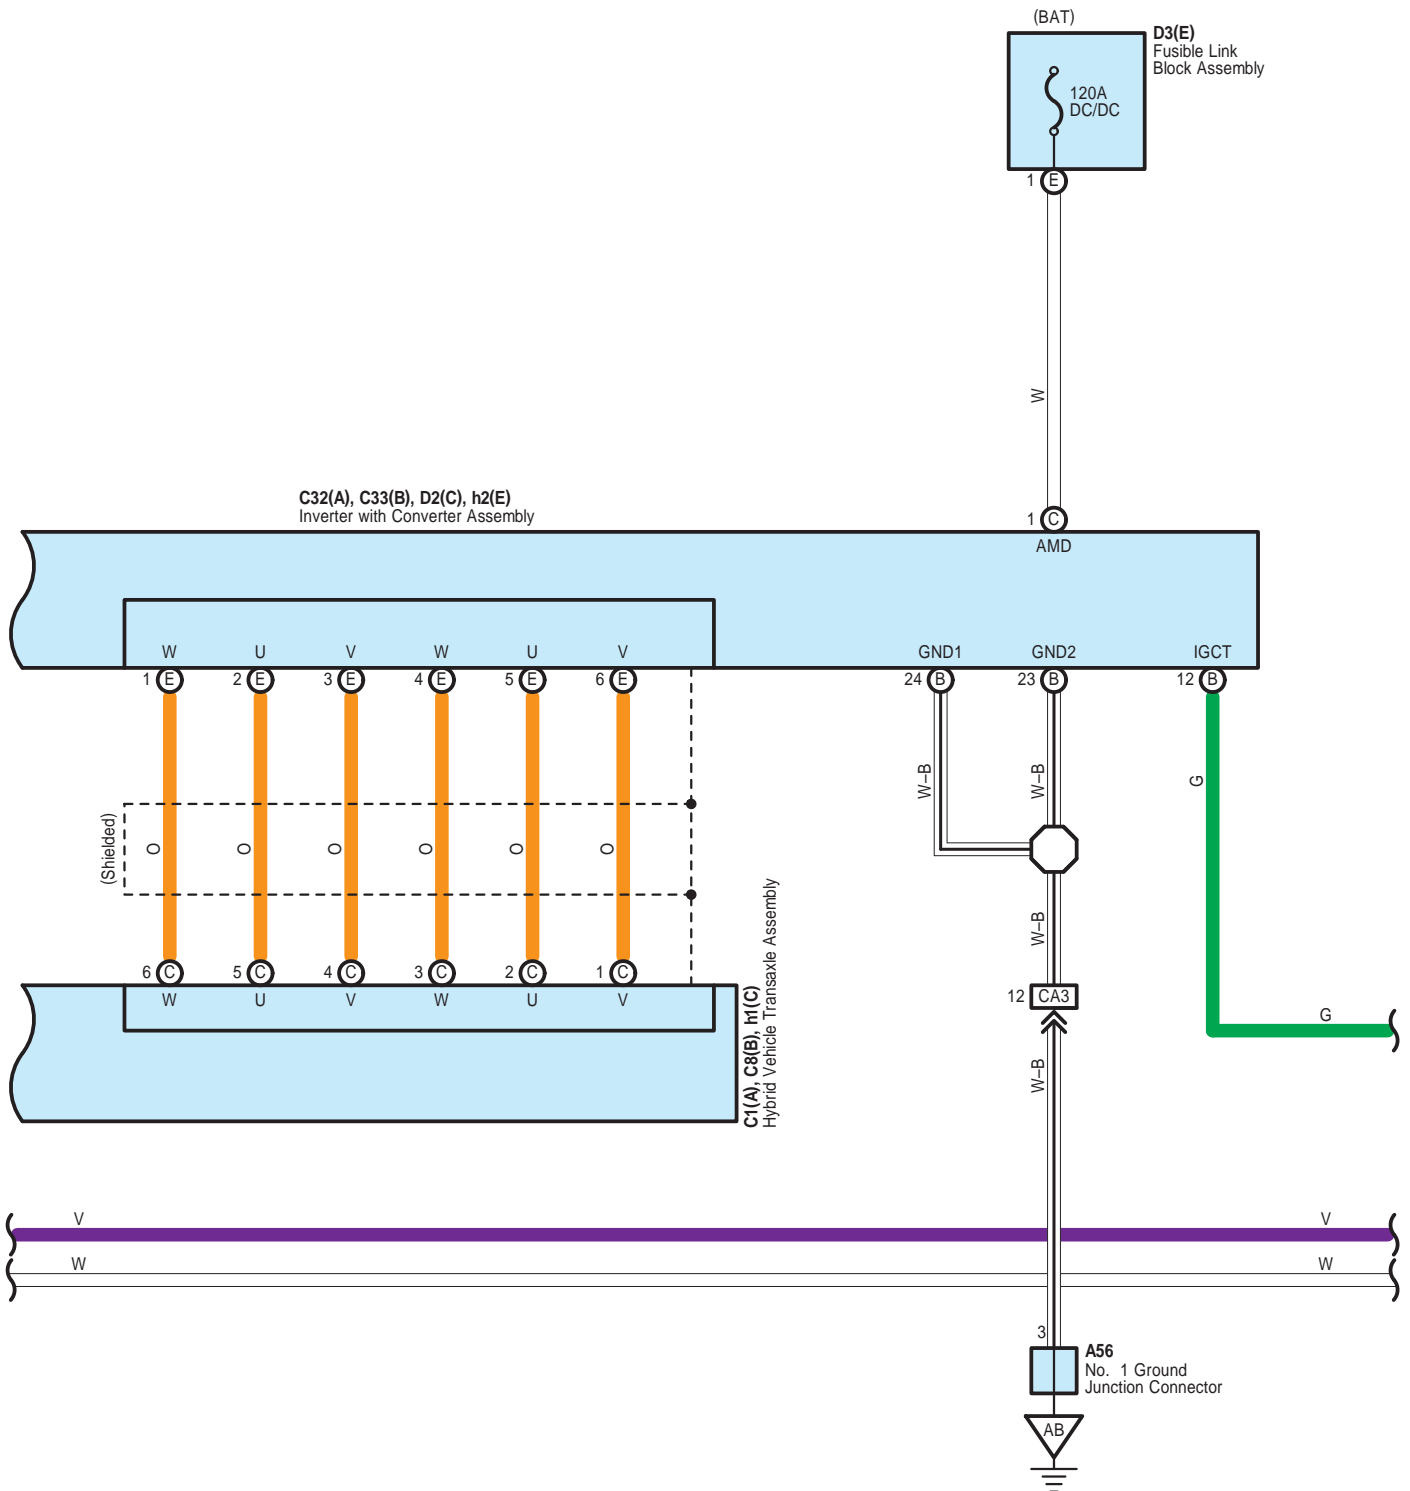 (BAT)
D3(E)
Fusible Link
Block Assembly
120A
DC/DC
1 E
W
C32(A), C33(B), D2(C), h2(E)
Inverter with Converter Assembly
1 C
AMD
W U V W U V GND1 GND2 IGCT
1 E 2 E 3 E 4 E 5 E 6 E 24 B 23 B 12 B
W–B W–B G
(Shielded)
O O O O O O
W–B
6 C 5 C 4 C 3 C 2 C 1 C
W U V W U V
C1(A), C8(B), h1(C)
Hybrid Vehicle Transaxle Assembly
12 CA3
G
W–B
V V
W W
3
A56
No. 1 Ground
Junction Connector
AB